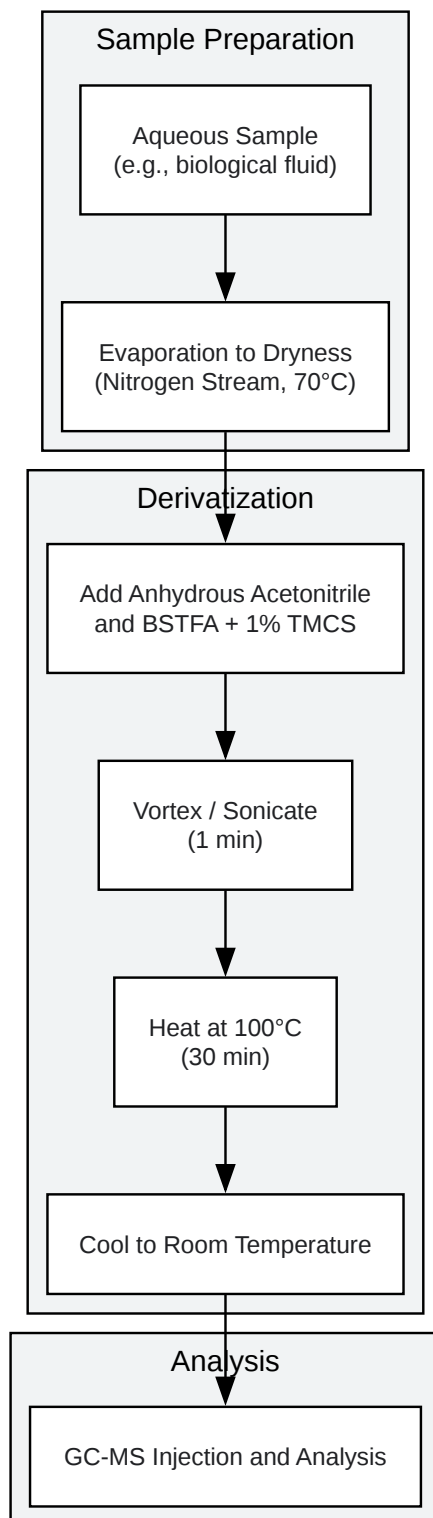 Sample Preparation
Aqueous Sample
(e.g., biological fluid)
Evaporation to Dryness
(Nitrogen Stream, 70°C)
Derivatization
Add Anhydrous Acetonitrile
and BSTFA + 1% TMCS
Vortex / Sonicate
(1 min)
Heat at 100°C
(30 min)
Cool to Room Temperature
Analysis
GC-MS Injection and Analysis